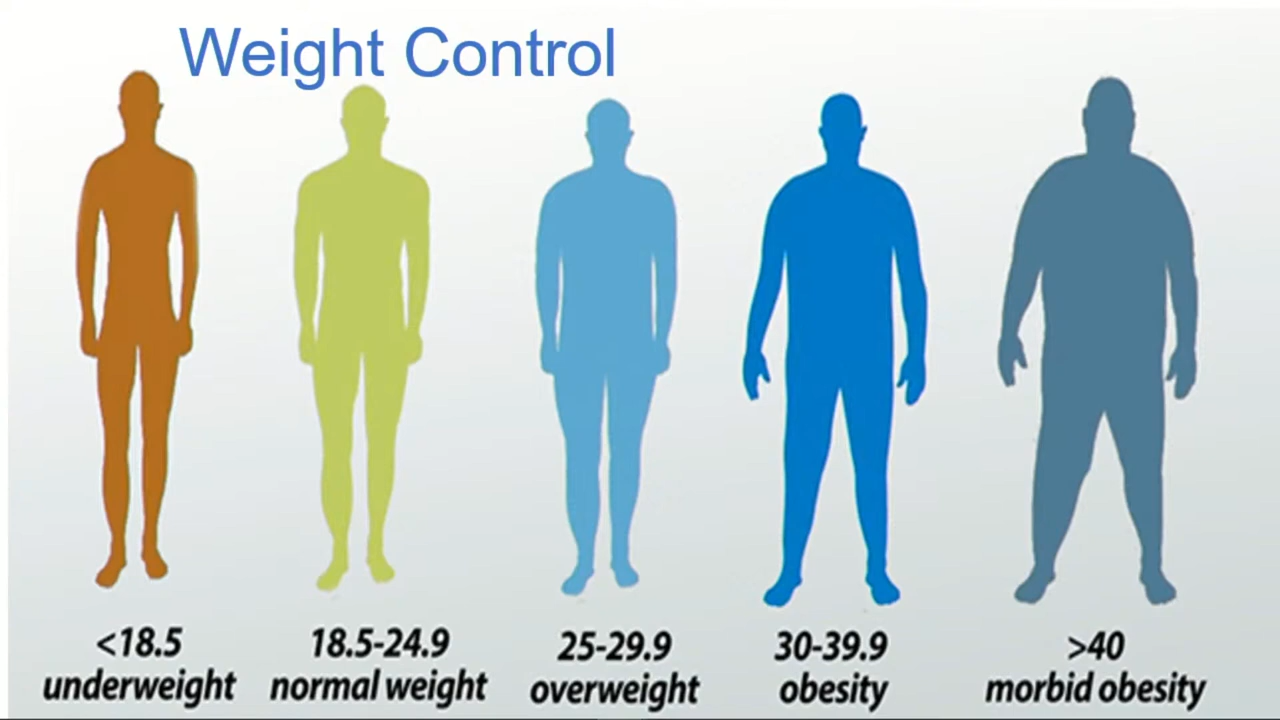 Weight Control
<18.5
underweight
18.5-24.9
normal weight
25-29.9
overweight
30-39.9
obesity
>40
morbid obesity